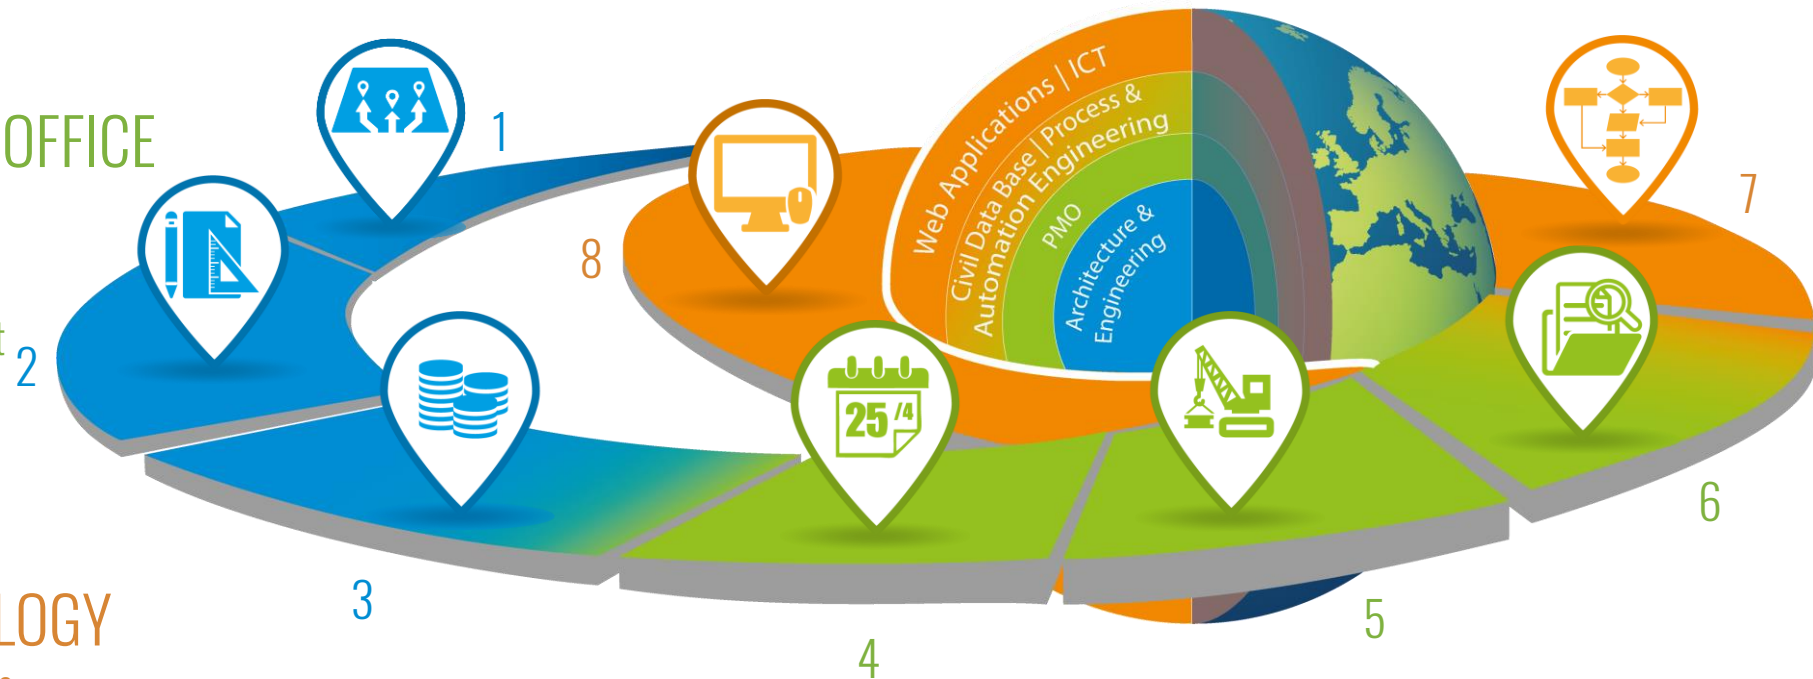 OFFICE
t
LOGY
1
2
3
4
5
6
7
8
25 /4
Web Applications | ICT
Civil Data Base | Process &
Automation Engineering
PMO
Architecture &
Engineering